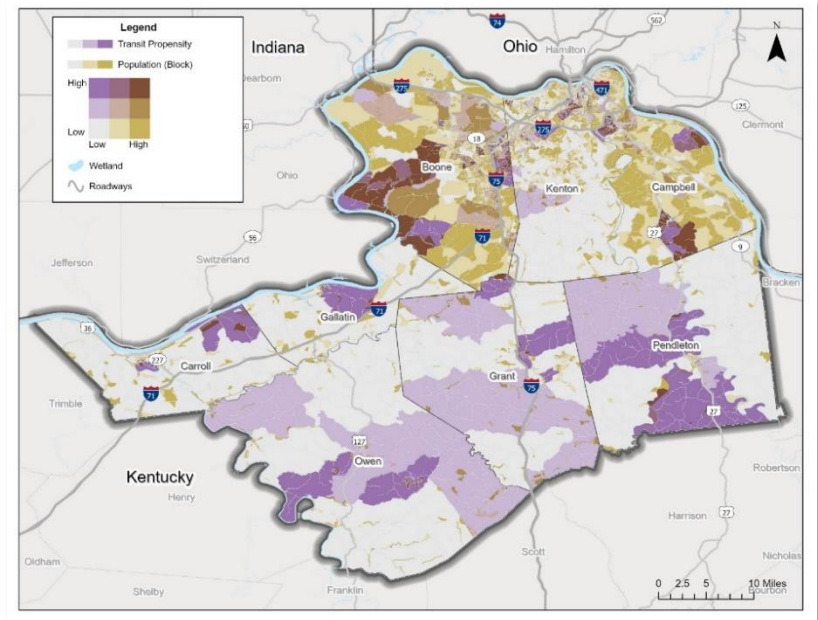 Legend
Transit Propensity
Population (Block)
High
Low
Low
High
Wetland
Roadways
Indiana
Ohio
Kentucky
N
74
562
Hamilton
Dearborn
275
471
125
Clermont
18
275
Ohio
Boone
75
Kenton
Campbell
27
9
71
56
Switzerland
Jefferson
Bracken
Gallatin
71
36
227
Carroll
71
Trimble
Pendleton
Grant
75
27
127
Owen
Henry
Robertson
Harrison
27
Scott
Nicholas
Oldham
Shelby
Franklin
Bourbon
0 2.5 5 10 Miles